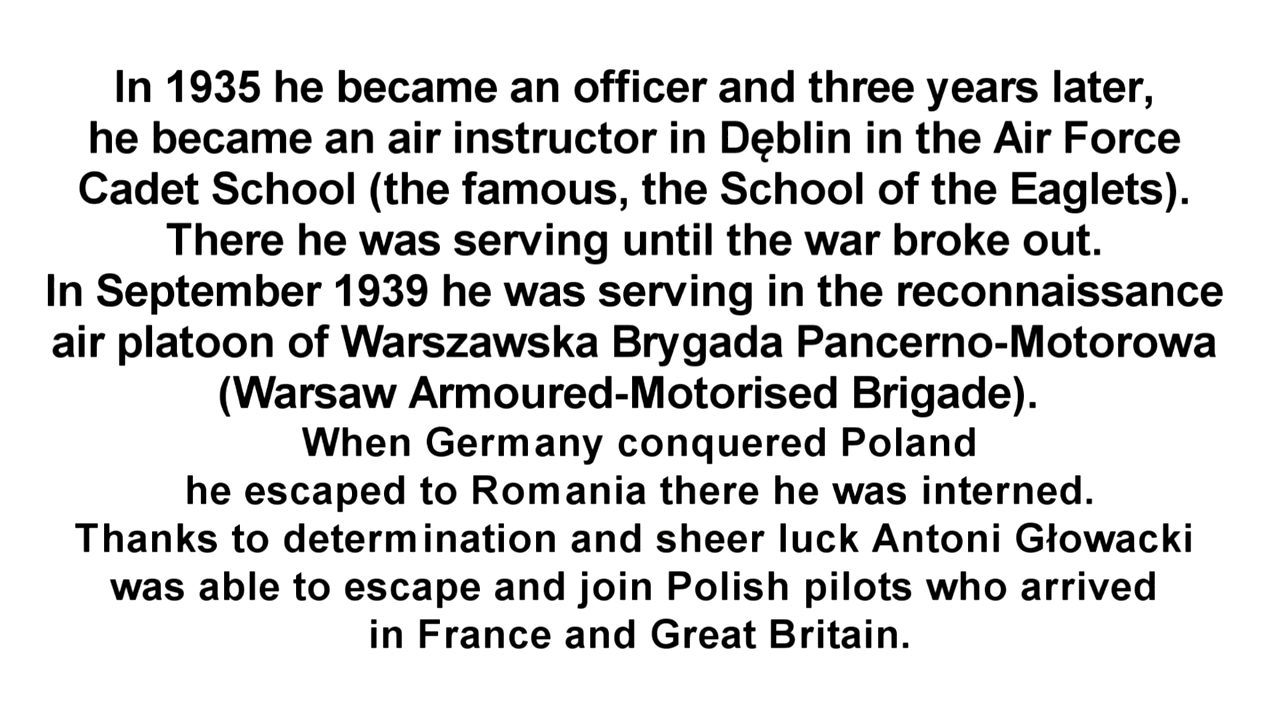 In 1935 he became an officer and three years later,
he became an air instructor in Dęblin in the Air Force
Cadet School (the famous, the School of the Eaglets).
There he was serving until the war broke out.
In September 1939 he was serving in the reconnaissance
air platoon of Warszawska Brygada Pancerno-Motorowa
(Warsaw Armoured-Motorised Brigade).
When Germany conquered Poland
he escaped to Romania there he was interned.
Thanks to determination and sheer luck Antoni Głowacki
was able to escape and join Polish pilots who arrived
in France and Great Britain.